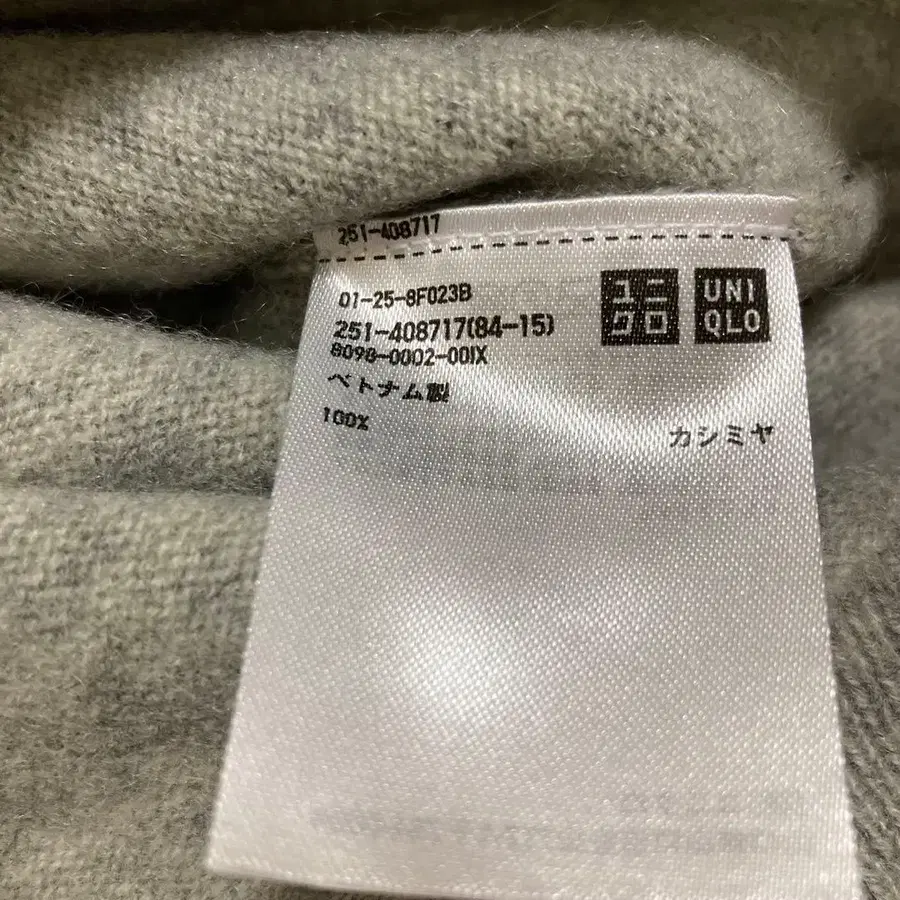 251-408717
01-25-8F023B
251-408717(84-15)
8098-0002-00IX
ベトナム製
100%
カシミヤ
ユニ
クロ
UNI
QLO